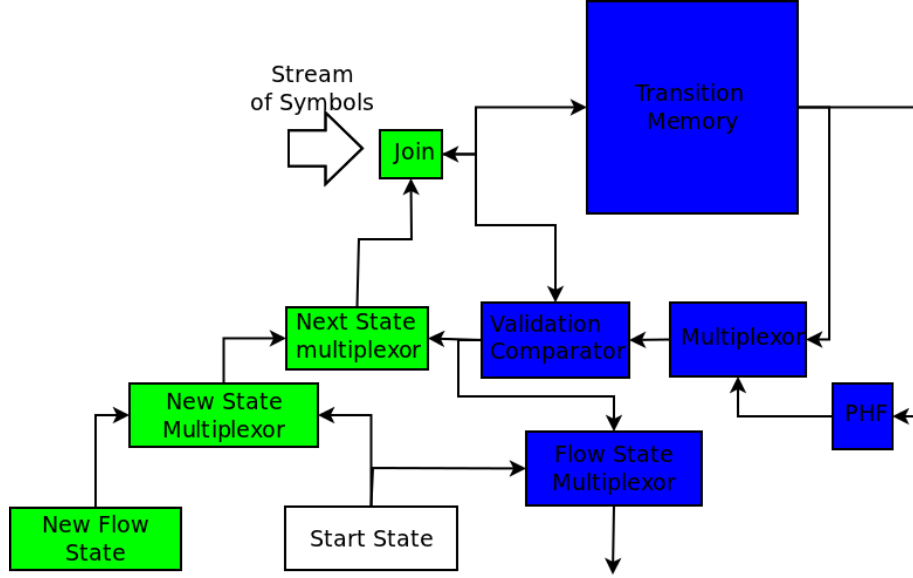 Stream
of Symbols
Join
Transition
Memory
Next State
multiplexor
Validation
Comparator
Multiplexor
New State
Multiplexor
PHF
Flow State
Multiplexor
New Flow
State
Start State